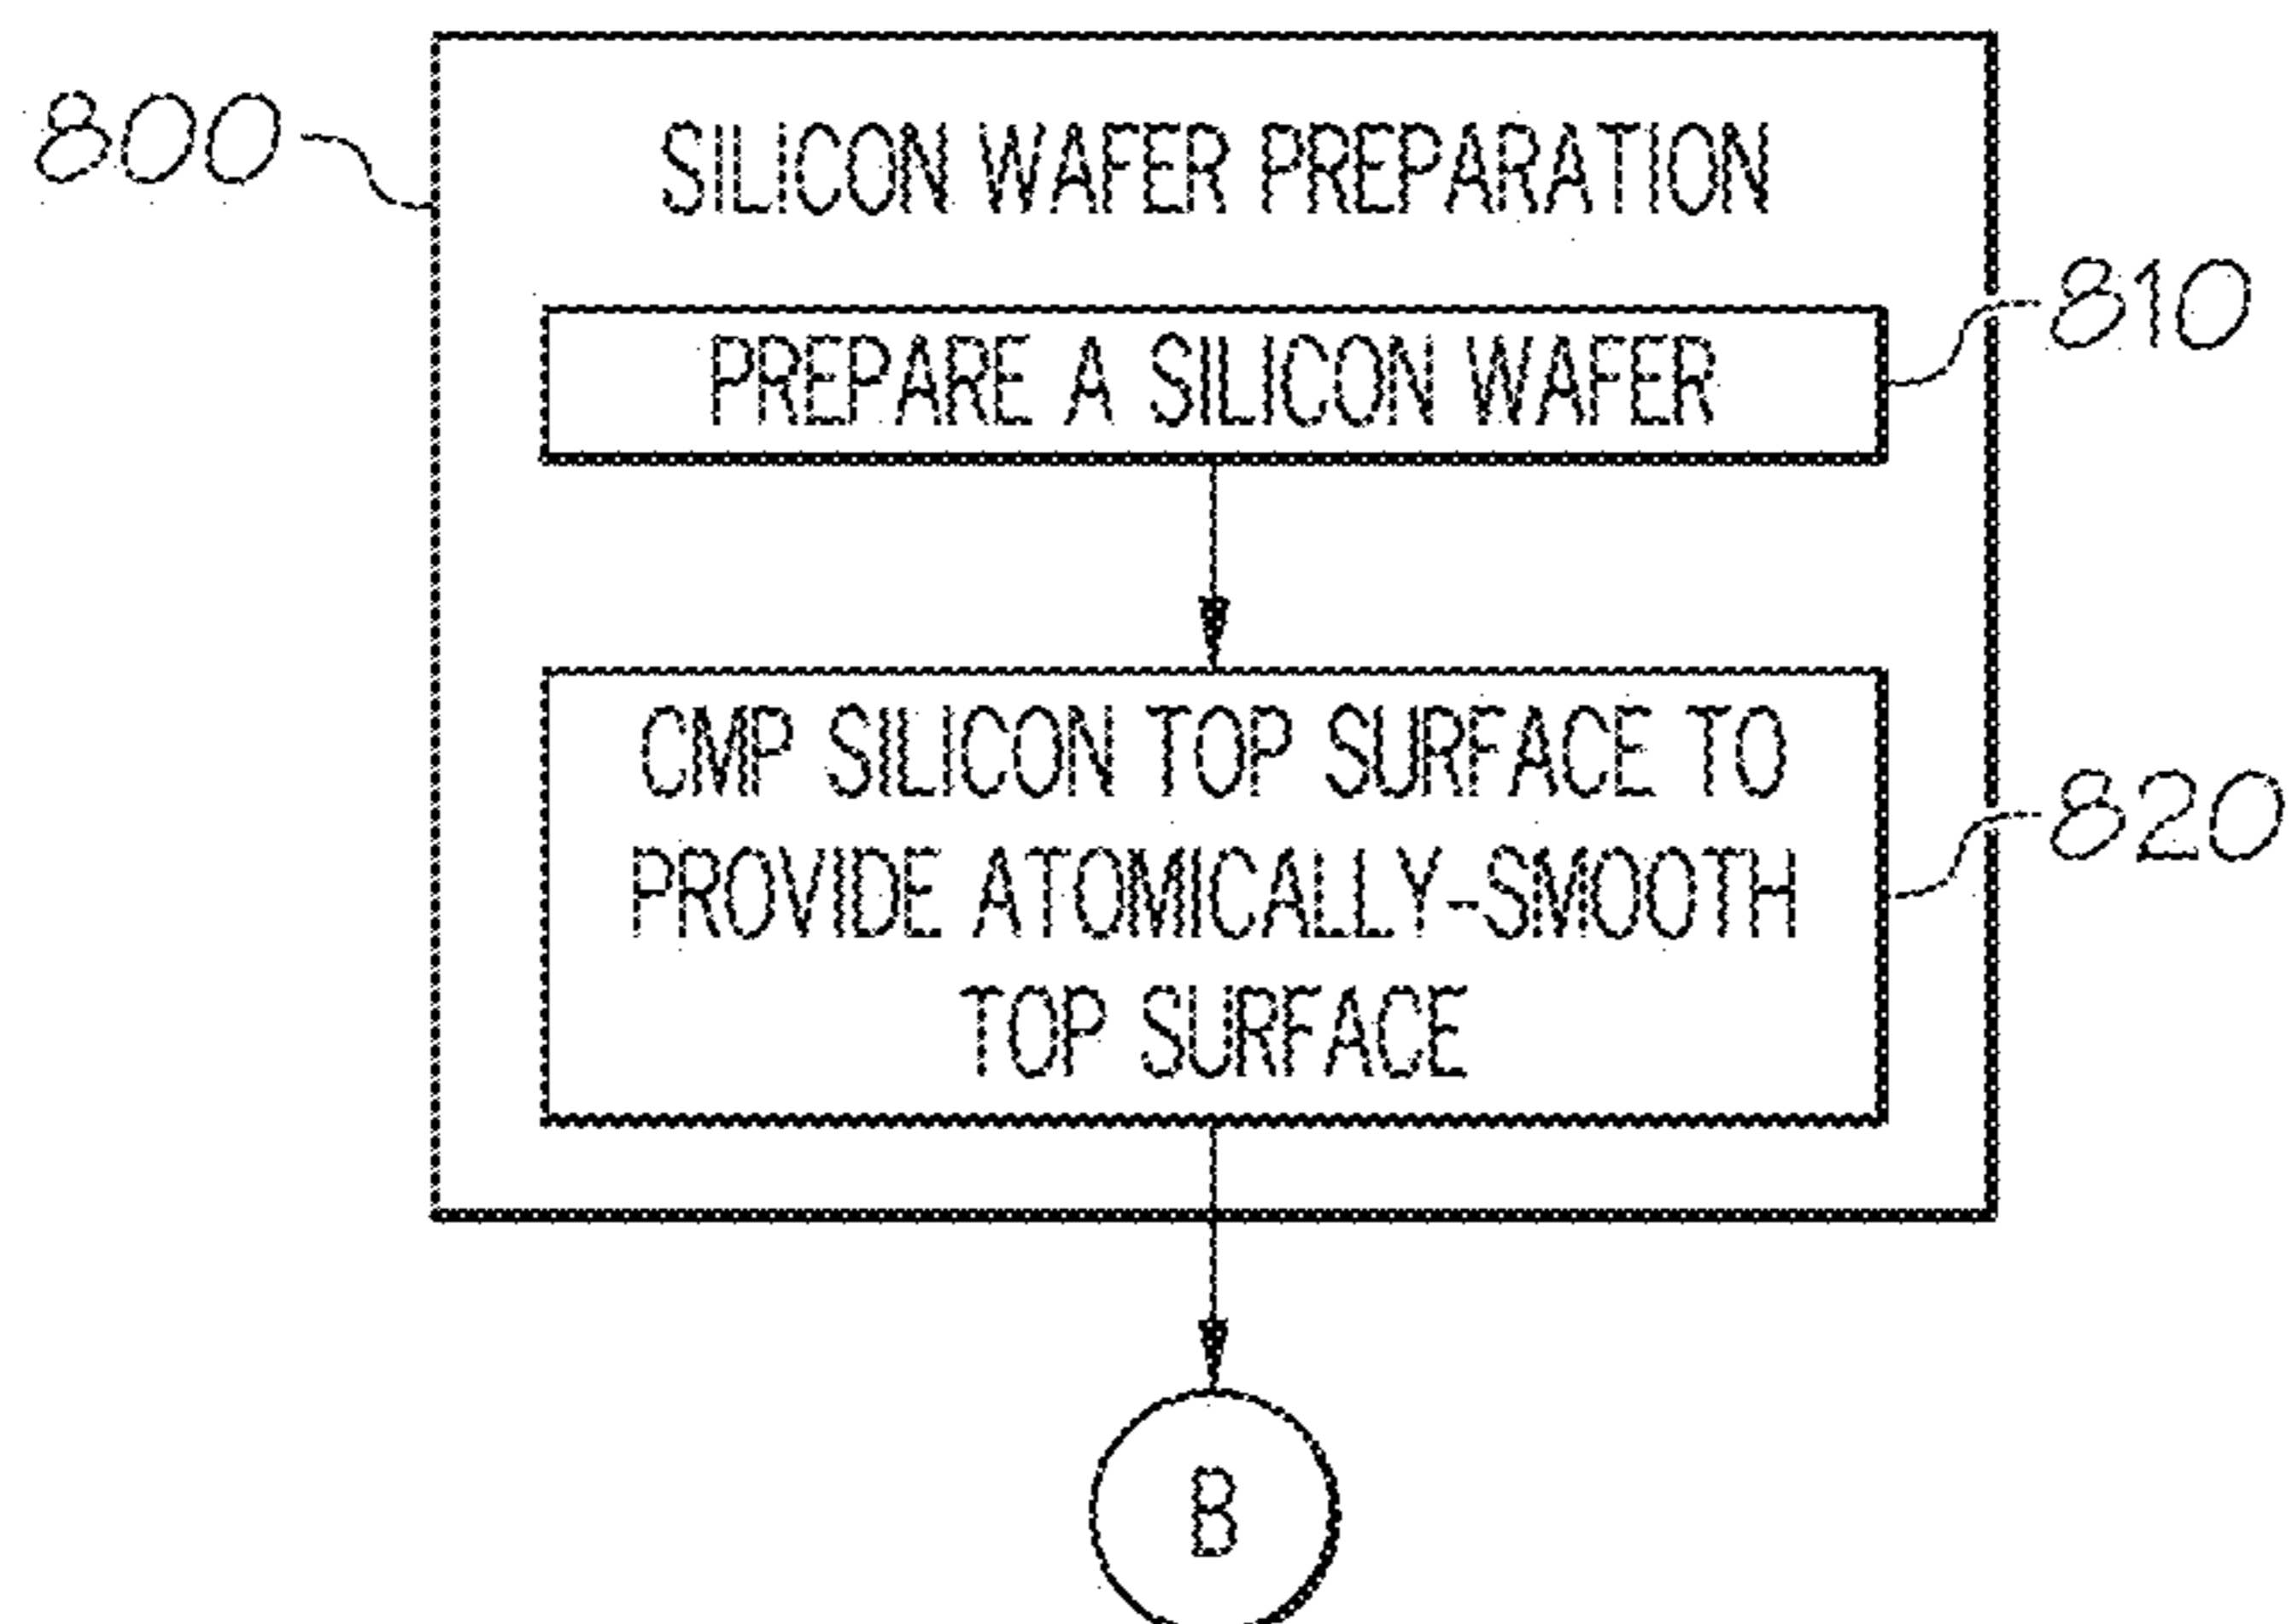 800
SILICON WAFER PREPARATION
PREPARE A SILICON WAFER
810
CMP SILICON TOP SURFACE TO
PROVIDE ATOMICALLY-SMOOTH
TOP SURFACE
820
B